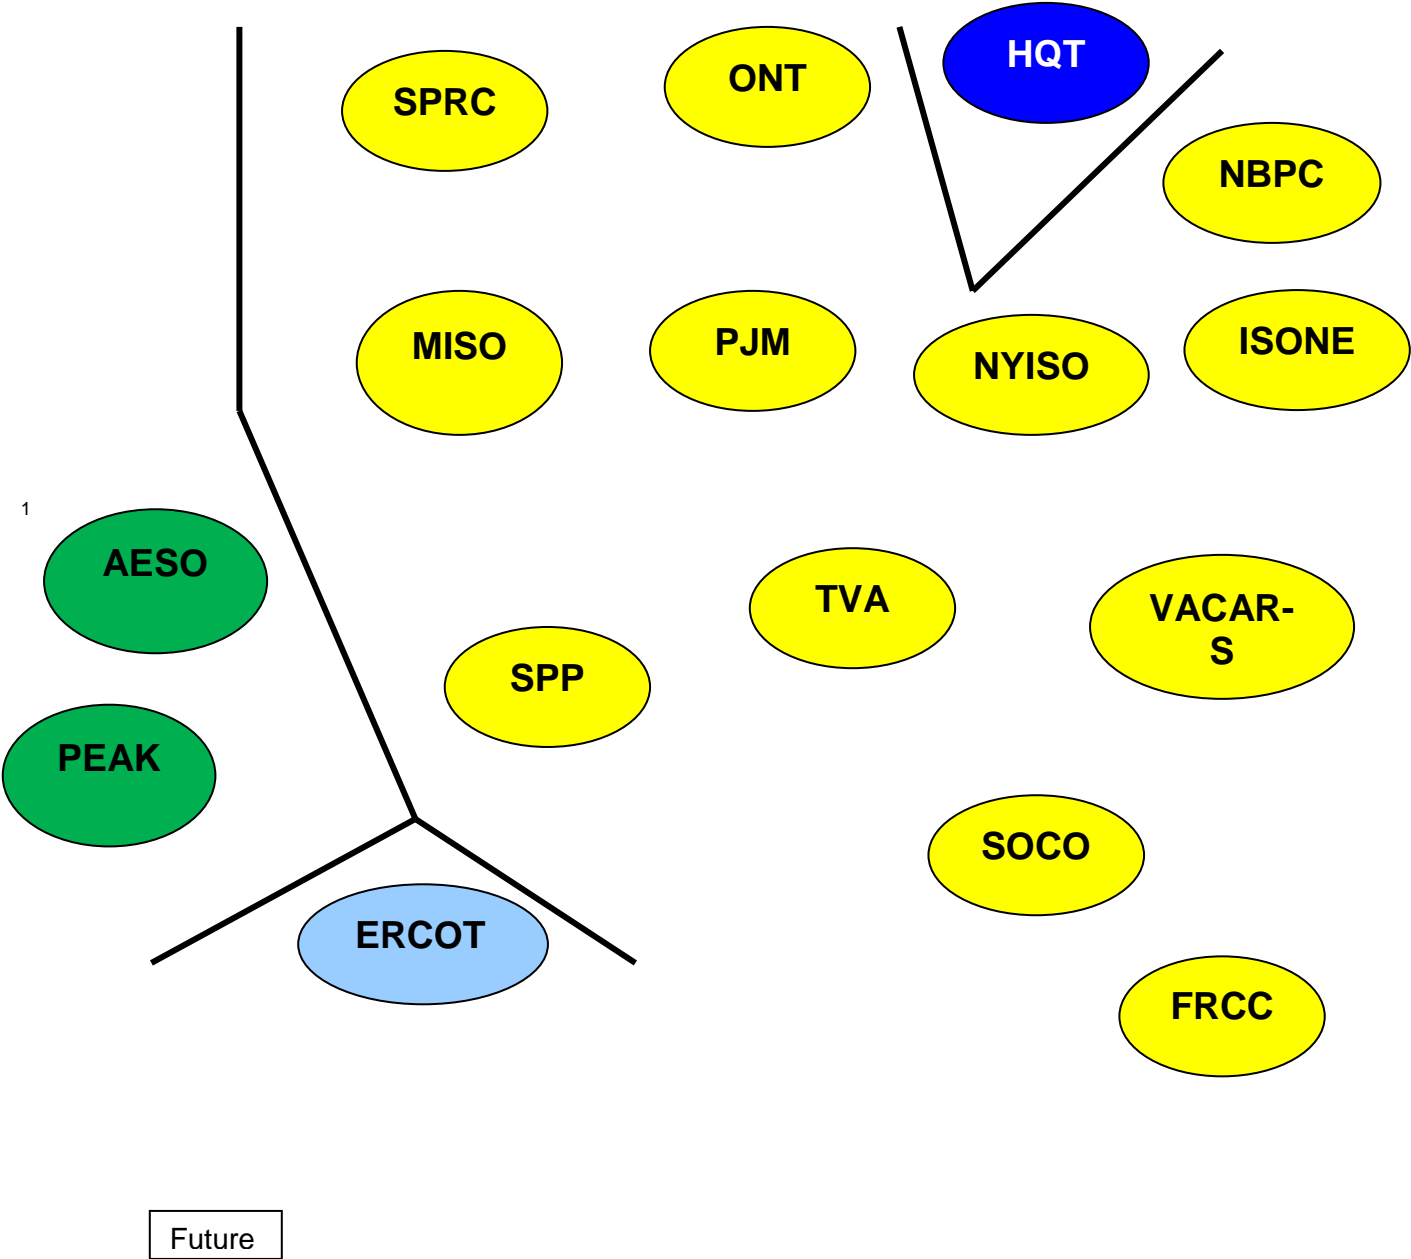 HQT
ONT
SPRC
NBPC
MISO
PJM
NYISO
ISONE
1
AESO
TVA
VACAR-
S
SPP
PEAK
SOCO
ERCOT
FRCC
Future